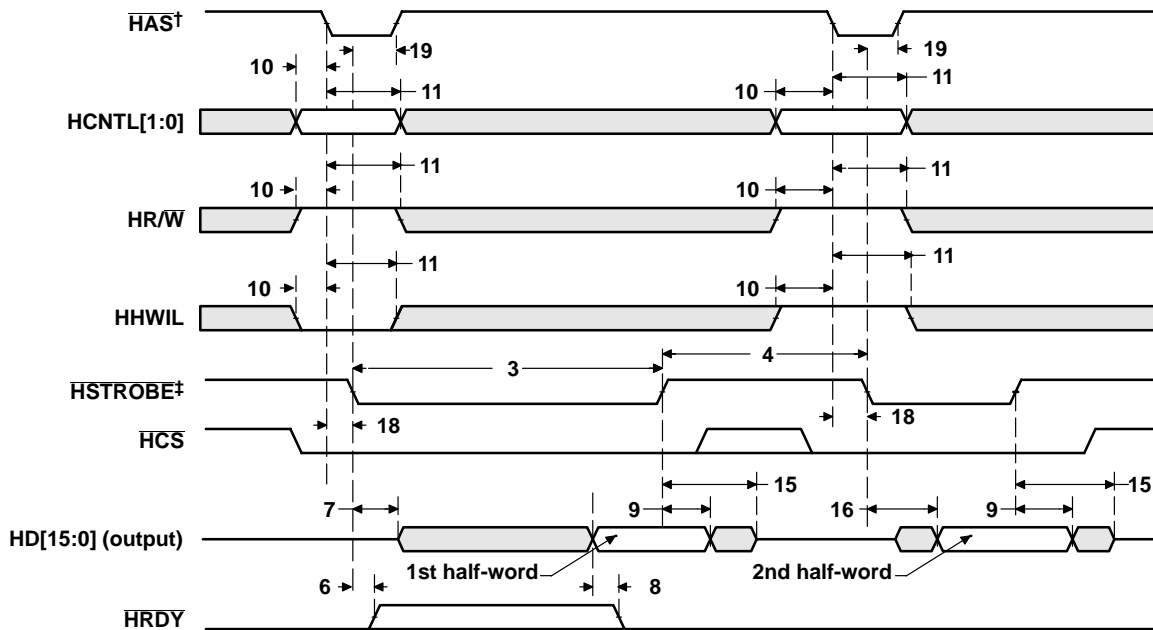 HAS†
19
19
10
11
10
11
HCNTL[1:0]
11
11
10
10
HR/W
11
11
10
10
HHWIL
3
4
HSTROBE‡
18
18
HCS
15
15
7
9
16
9
HD[15:0] (output)
1st half-word
2nd half-word
6
8
HRDY